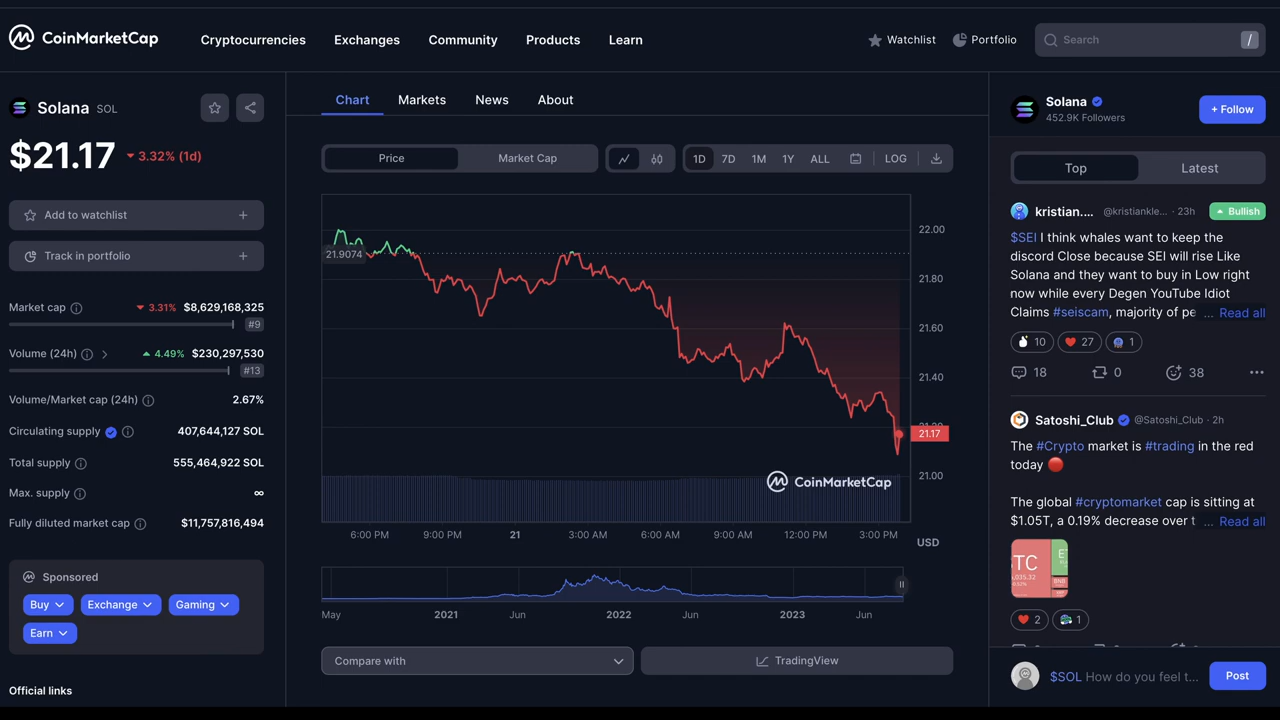 CoinMarketCap
Cryptocurrencies Exchanges Community Products Learn
Watchlist Portfolio Search /
Solana SOL
$21.17 3.32% (1d)
Add to watchlist +
Track in portfolio +
Market cap 3.31% $8,629,168,325
#9
Volume (24h) 4.49% $230,297,530
#13
Volume/Market cap (24h) 2.67%
Circulating supply 407,644,127 SOL
Total supply 555,464,922 SOL
Max. supply ∞
Fully diluted market cap $11,757,816,494
Sponsored
Buy Exchange Gaming
Earn
Official links
Chart Markets News About
Price Market Cap 1D 7D 1M 1Y ALL LOG
22.00
21.9074
21.80
21.60
21.40
21.17
21.00
CoinMarketCap
6:00 PM 9:00 PM 21 3:00 AM 6:00 AM 9:00 AM 12:00 PM 3:00 PM
USD
May 2021 Jun 2022 Jun 2023 Jun
Compare with TradingView
Solana
452.9K Followers
+ Follow
Top Latest
kristian.... @kristiankle... · 23h Bullish
$SEI I think whales want to keep the
discord Close because SEI will rise Like
Solana and they want to buy in Low right
now while every Degen YouTube Idiot
Claims #seiscam, majority of pe ... Read all
10 27 1
18 0 38
Satoshi_Club @Satoshi_Club · 2h
The #Crypto market is #trading in the red
today
The global #cryptomarket cap is sitting at
$1.05T, a 0.19% decrease over t ... Read all
2 1
$SOL How do you feel t... Post